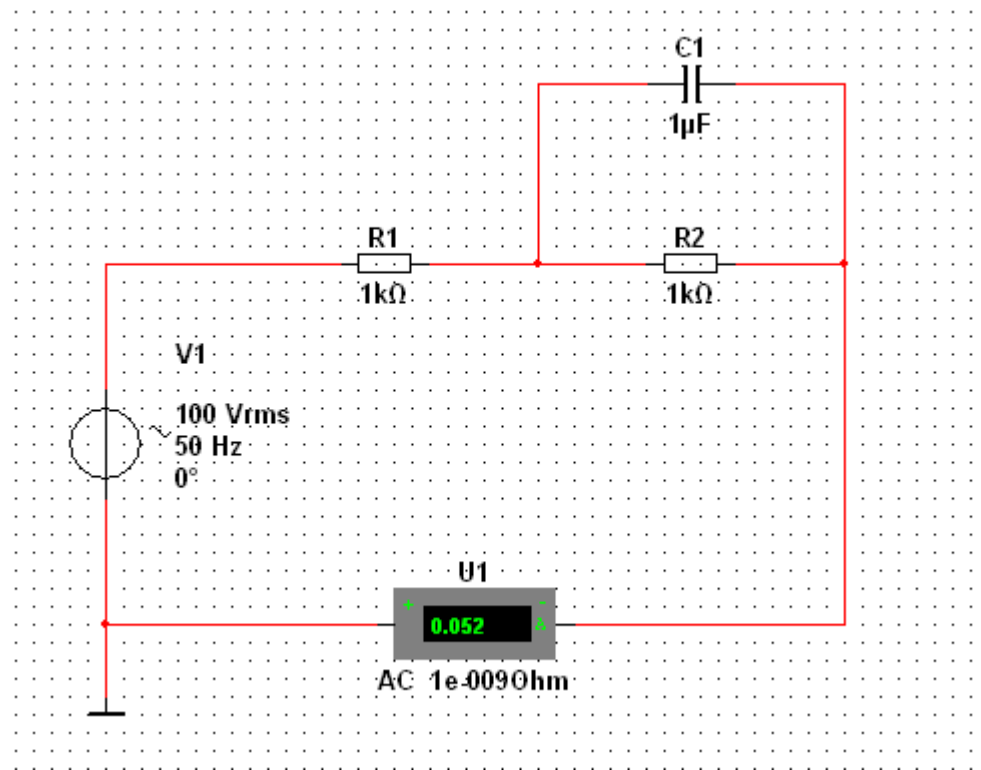 C1
1µF
R1
1kΩ
R2
1kΩ
V1
100 Vrms
50 Hz
0°
U1
+ -
0.052 A
AC 1e-009Ohm